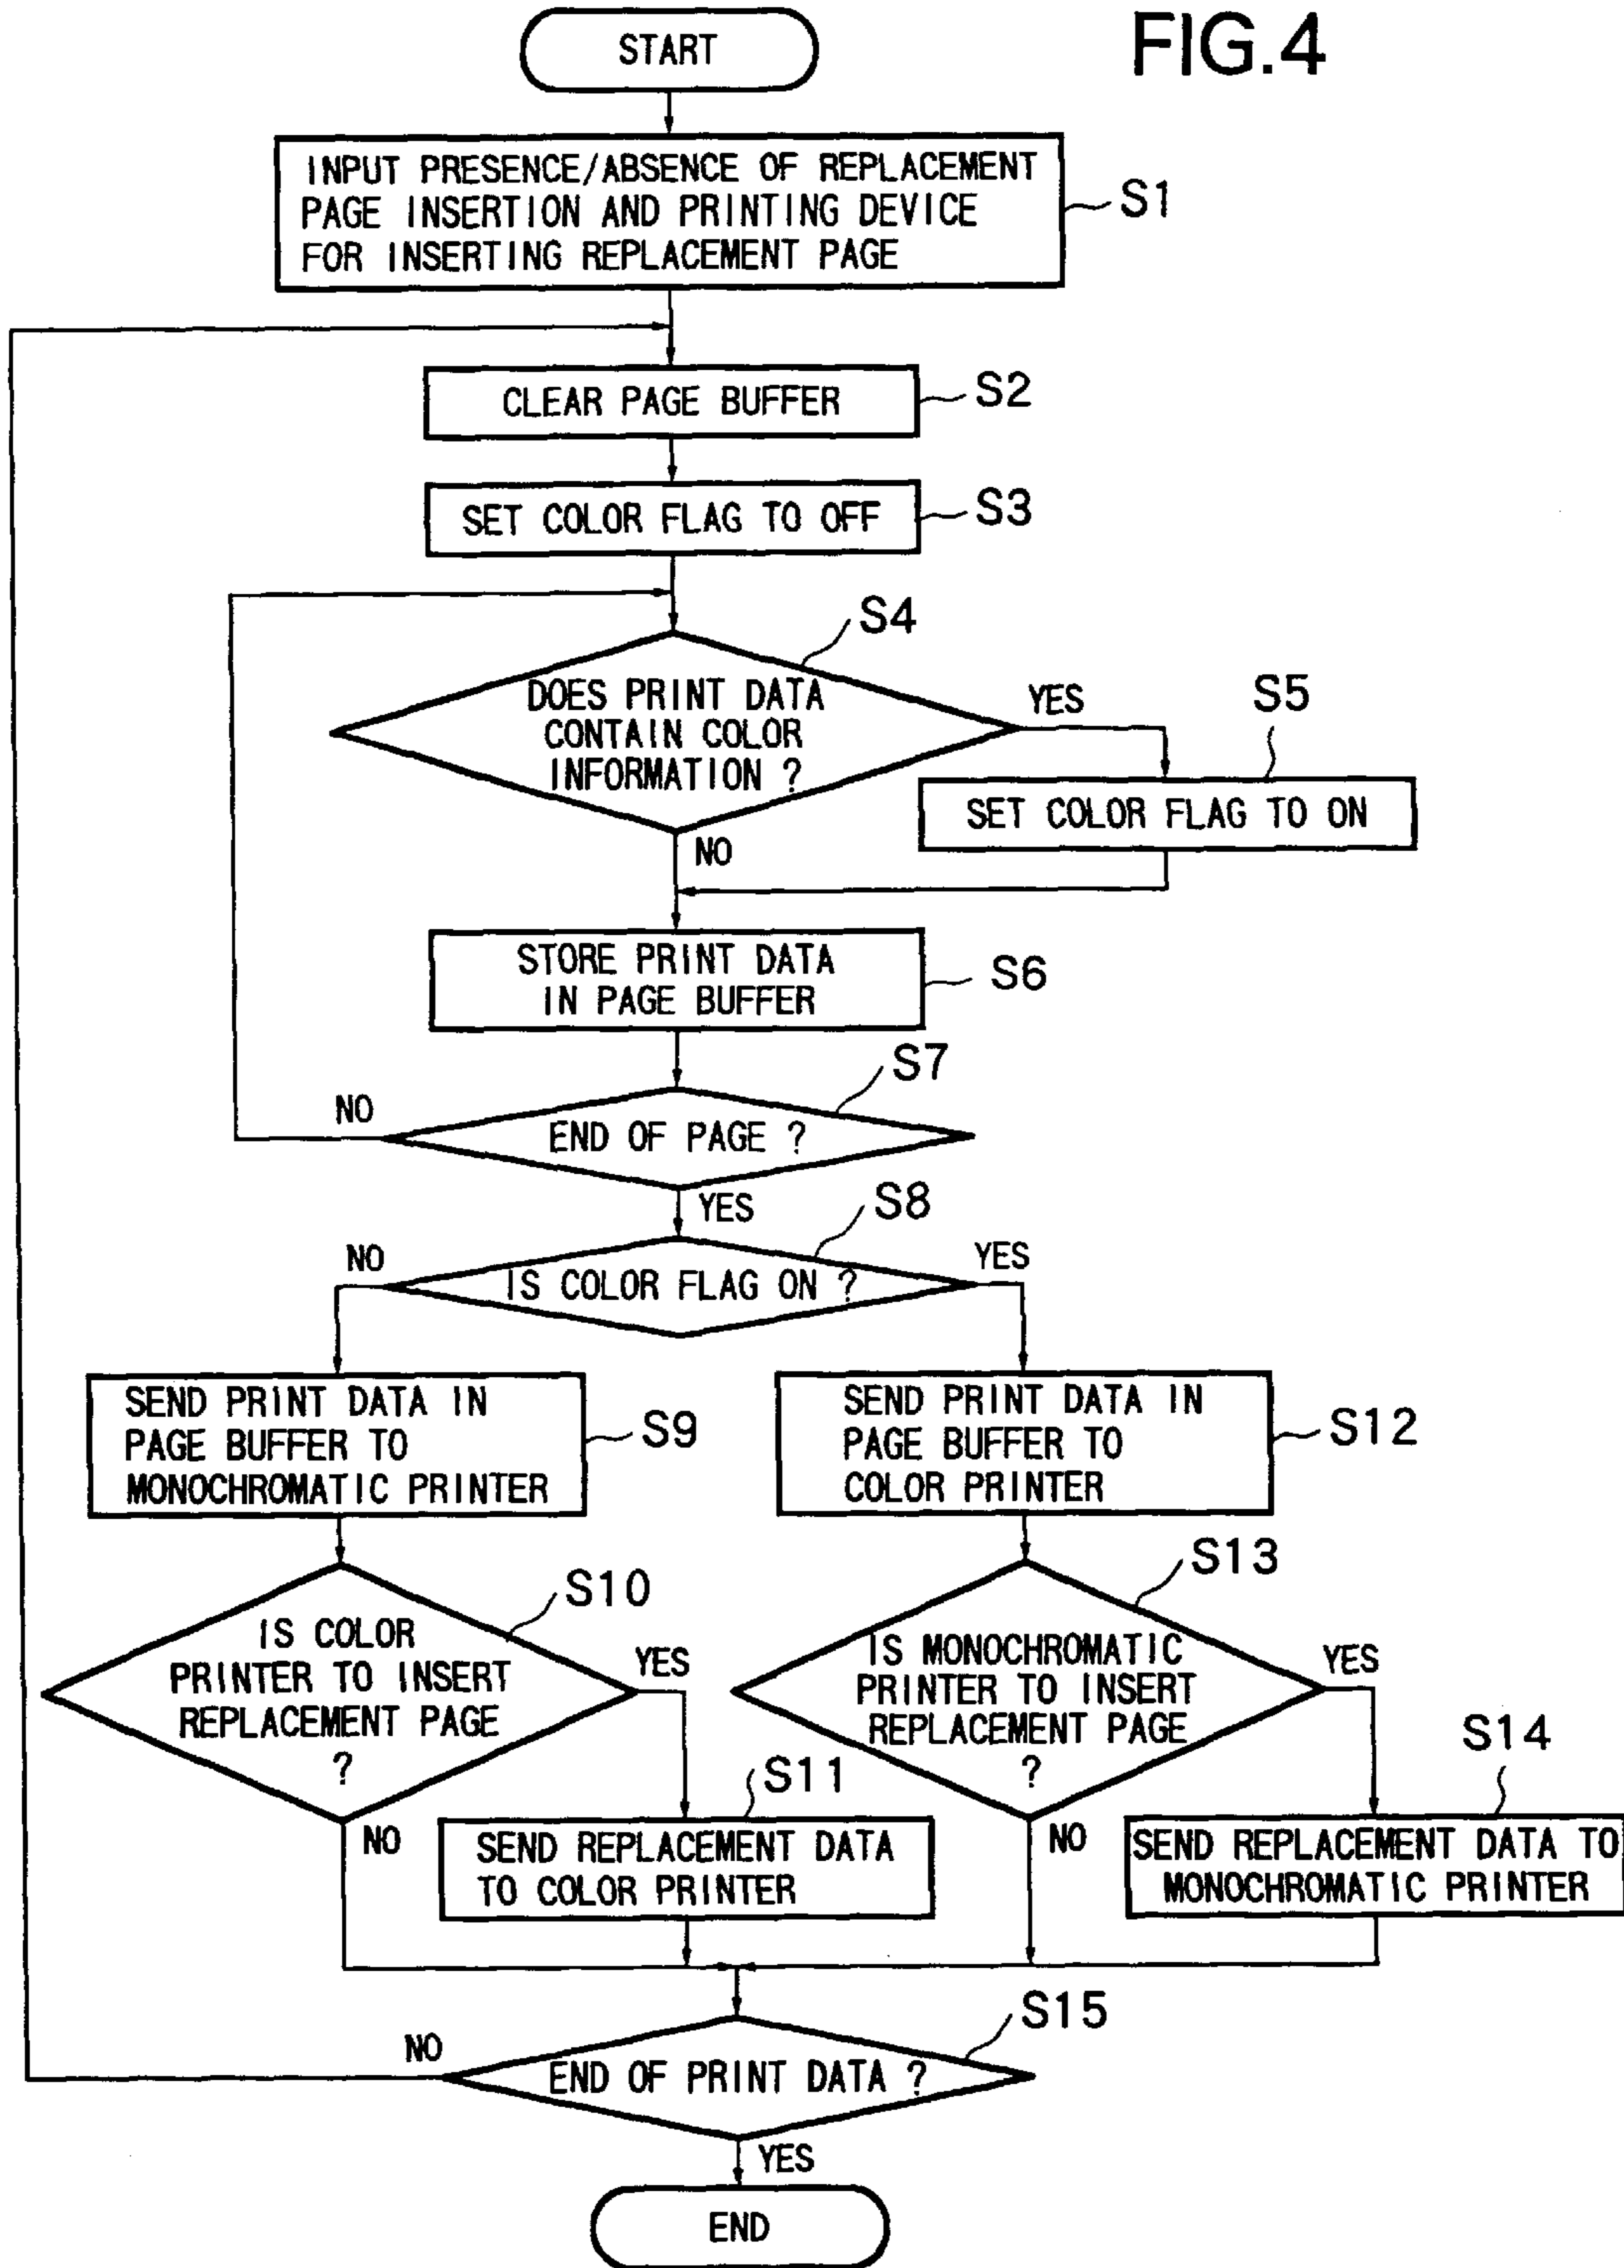 FIG.4
START
INPUT PRESENCE/ABSENCE OF REPLACEMENT
PAGE INSERTION AND PRINTING DEVICE
FOR INSERTING REPLACEMENT PAGE
S1
CLEAR PAGE BUFFER
S2
SET COLOR FLAG TO OFF
S3
S4
DOES PRINT DATA
CONTAIN COLOR
INFORMATION ?
YES
S5
SET COLOR FLAG TO ON
NO
STORE PRINT DATA
IN PAGE BUFFER
S6
S7
NO
END OF PAGE ?
YES
S8
NO
IS COLOR FLAG ON ?
YES
SEND PRINT DATA IN
PAGE BUFFER TO
MONOCHROMATIC PRINTER
S9
SEND PRINT DATA IN
PAGE BUFFER TO
COLOR PRINTER
S12
S10
IS COLOR
PRINTER TO INSERT
REPLACEMENT PAGE
?
YES
S13
IS MONOCHROMATIC
PRINTER TO INSERT
REPLACEMENT PAGE
?
YES
NO
S11
SEND REPLACEMENT DATA
TO COLOR PRINTER
NO
S14
SEND REPLACEMENT DATA TO
MONOCHROMATIC PRINTER
S15
NO
END OF PRINT DATA ?
YES
END